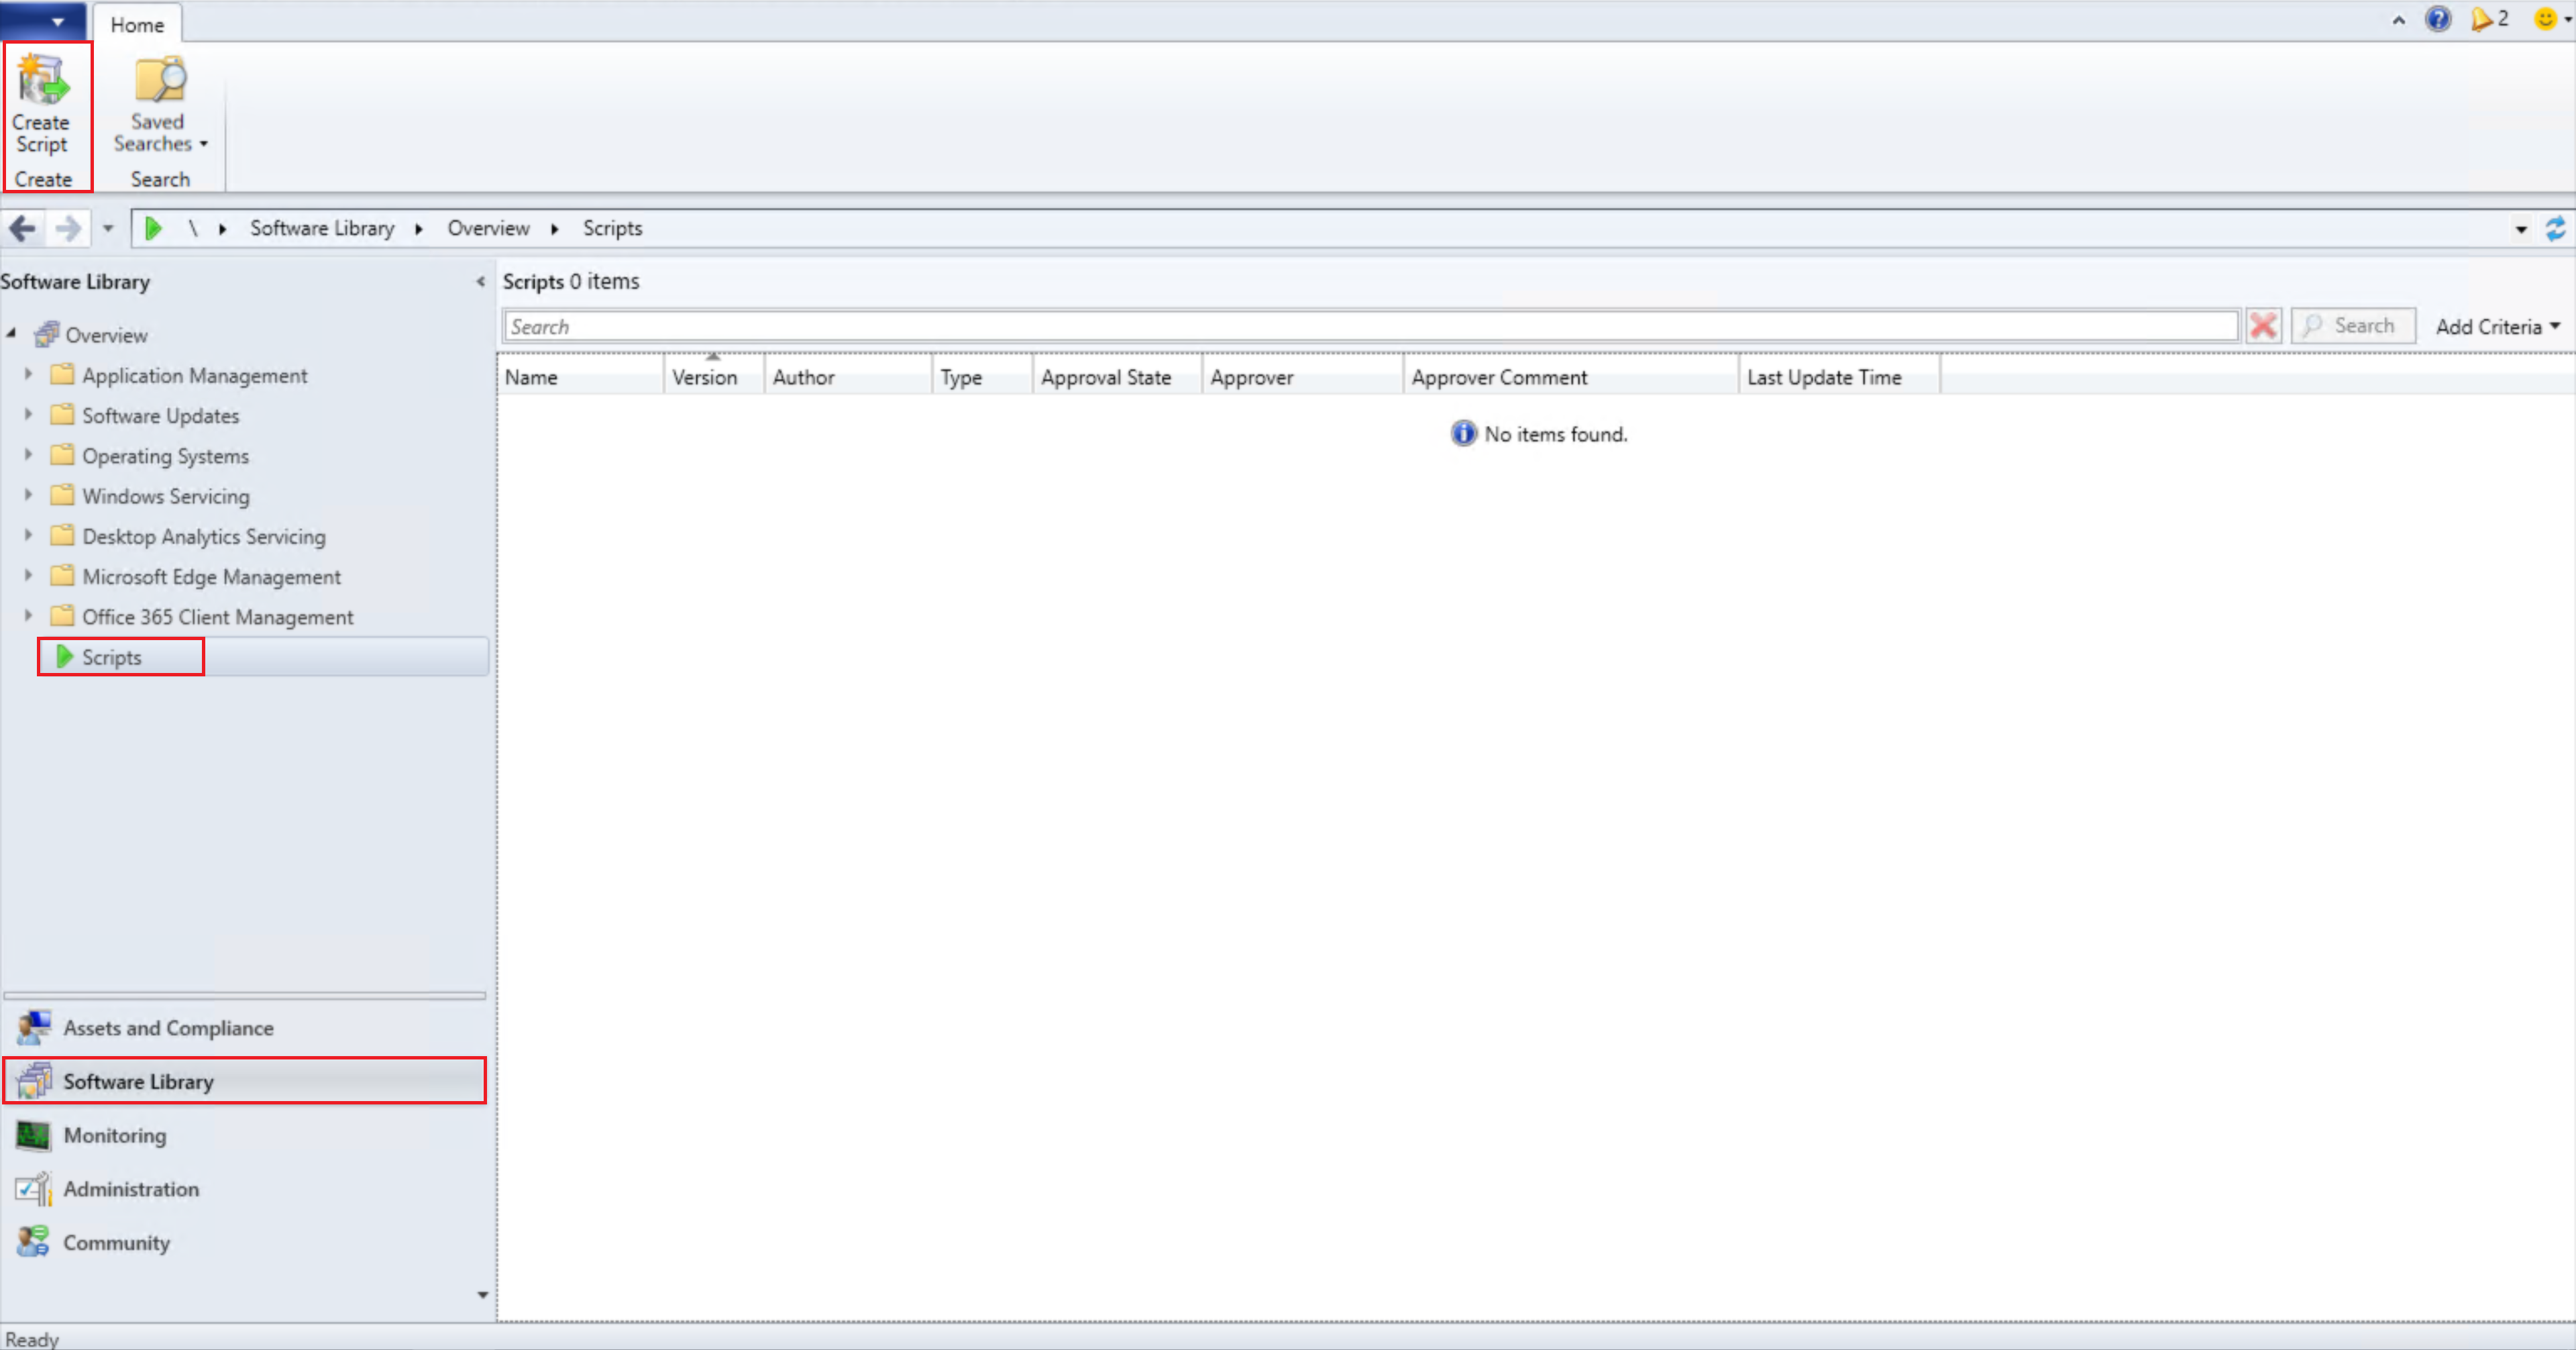 Home
2
Create
Script
Saved
Searches
Create
Search
\ Software Library Overview Scripts
Software Library
Scripts 0 items
Search
Search
Add Criteria
Overview
Application Management
Software Updates
Operating Systems
Windows Servicing
Desktop Analytics Servicing
Microsoft Edge Management
Office 365 Client Management
Scripts
Name Version Author Type Approval State Approver Approver Comment Last Update Time
No items found.
Assets and Compliance
Software Library
Monitoring
Administration
Community
Ready